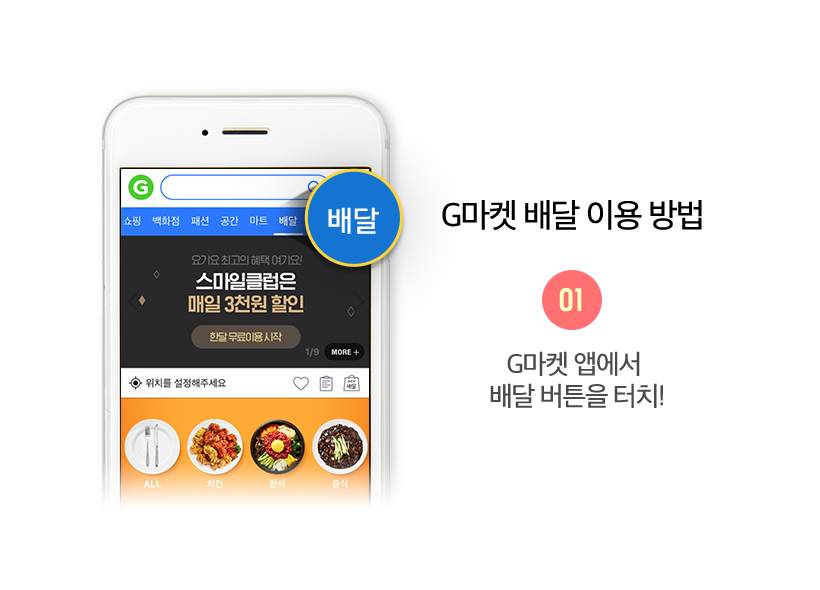 G
쇼핑 백화점 패션 공간 마트 배달
배달
요기요 최고의 혜택 여기요!
스마일클럽은
매일 3천원 할인
한달 무료이용 시작
1/9 MORE +
위치를 설정해주세요
MY
배달
ALL 치킨 한식 중식
G마켓 배달 이용 방법
01
G마켓 앱에서
배달 버튼을 터치!